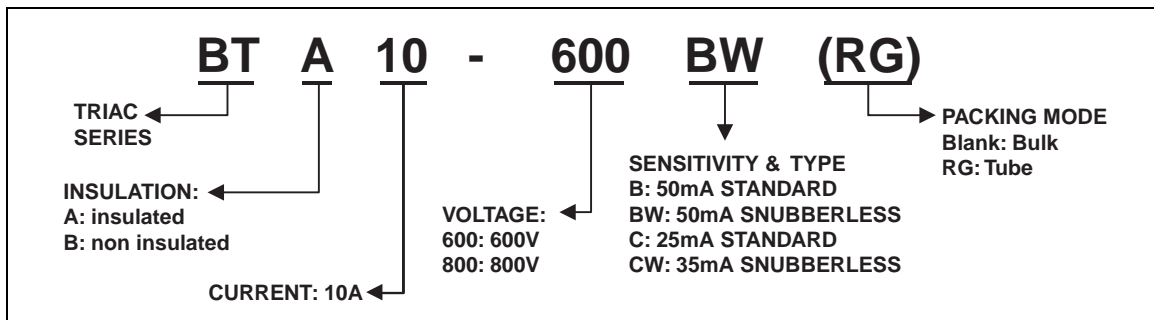 BT A 10 - 600 BW (RG)
TRIAC
SERIES
INSULATION:
A: insulated
B: non insulated
CURRENT: 10A
VOLTAGE:
600: 600V
800: 800V
SENSITIVITY & TYPE
B: 50mA STANDARD
BW: 50mA SNUBBERLESS
C: 25mA STANDARD
CW: 35mA SNUBBERLESS
PACKING MODE
Blank: Bulk
RG: Tube